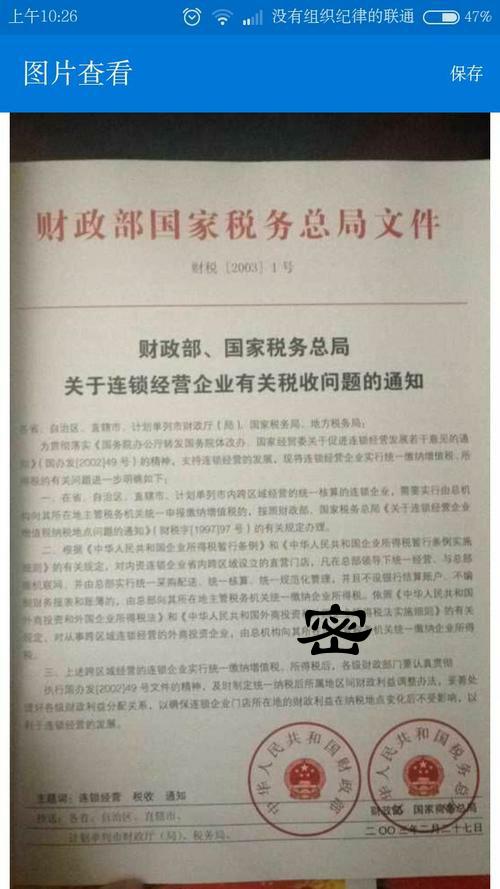 上午10:26
没有组织纪律的联通
47%
图片查看
保存
财政部国家税务总局文件
财税［2003］1号
财政部、国家税务总局
关于连锁经营企业有关税收问题的通知
各省、自治区、直辖市、计划单列市财政厅（局）、国家税务局、地方税务局：
为贯彻落实《国务院办公厅转发国务院体改办、国家经贸委关于促进连锁经营发展若干意见的通
知》（国办发[2002]49号）的精神，支持连锁经营的发展，现将连锁经营企业实行统一缴纳增值税、所
得税的有关问题进一步明确如下：
一、在省、自治区、直辖市、计划单列市内跨区域经营的统一核算的连锁企业，需要实行由总机
构向其所在地主管税务机关统一申报缴纳增值税的，按照财政部、国家税务总局《关于连锁经营企业
增值税纳税地点问题的通知》（财税字[1997]97号）的有关规定办理。
二、根据《中华人民共和国企业所得税暂行条例》和《中华人民共和国企业所得税暂行条例实施
细则》的有关规定，对内资连锁企业省内跨区域设立的直营门店，凡在总部领导下统一经营、与总部
微机联网、并由总部实行统一采购配送、统一核算、统一规范化管理，并且不设银行结算账户、不编
制财务报表和账簿的，由总部向其所在地主管税务机关统一缴纳企业所得税。依照《中华人民共和国
外商投资和外国企业所得税法》和《中华人民共和国外商投资
得税法实施细则》的有关
规定，对从事跨区域连锁经营的外商投资企业，由总机构向其所
统一缴纳企业所得
税。
密
三、上述跨区域经营的连锁企业实行统一缴纳增值税、所得税后，各级财政部门要认真贯彻
执行国办发[2002]49号文件的精神，及时制定统一纳税后所属地区间财政利益调整办法，妥善处
理好各级财政利益分配关系，以确保连锁企业门店所在地的财政利益在纳税地点变化后不受影响，以
利于连锁经营的发展。
中华人民共和国财政部
中华人民共和国国家税务总局
主题词：连锁经营 税收 通知
财政部 国家税务总局
抄送：各省、自治区、直辖市、
二〇〇三年二月二十七日
计划单列市财政厅（局）、税务局、